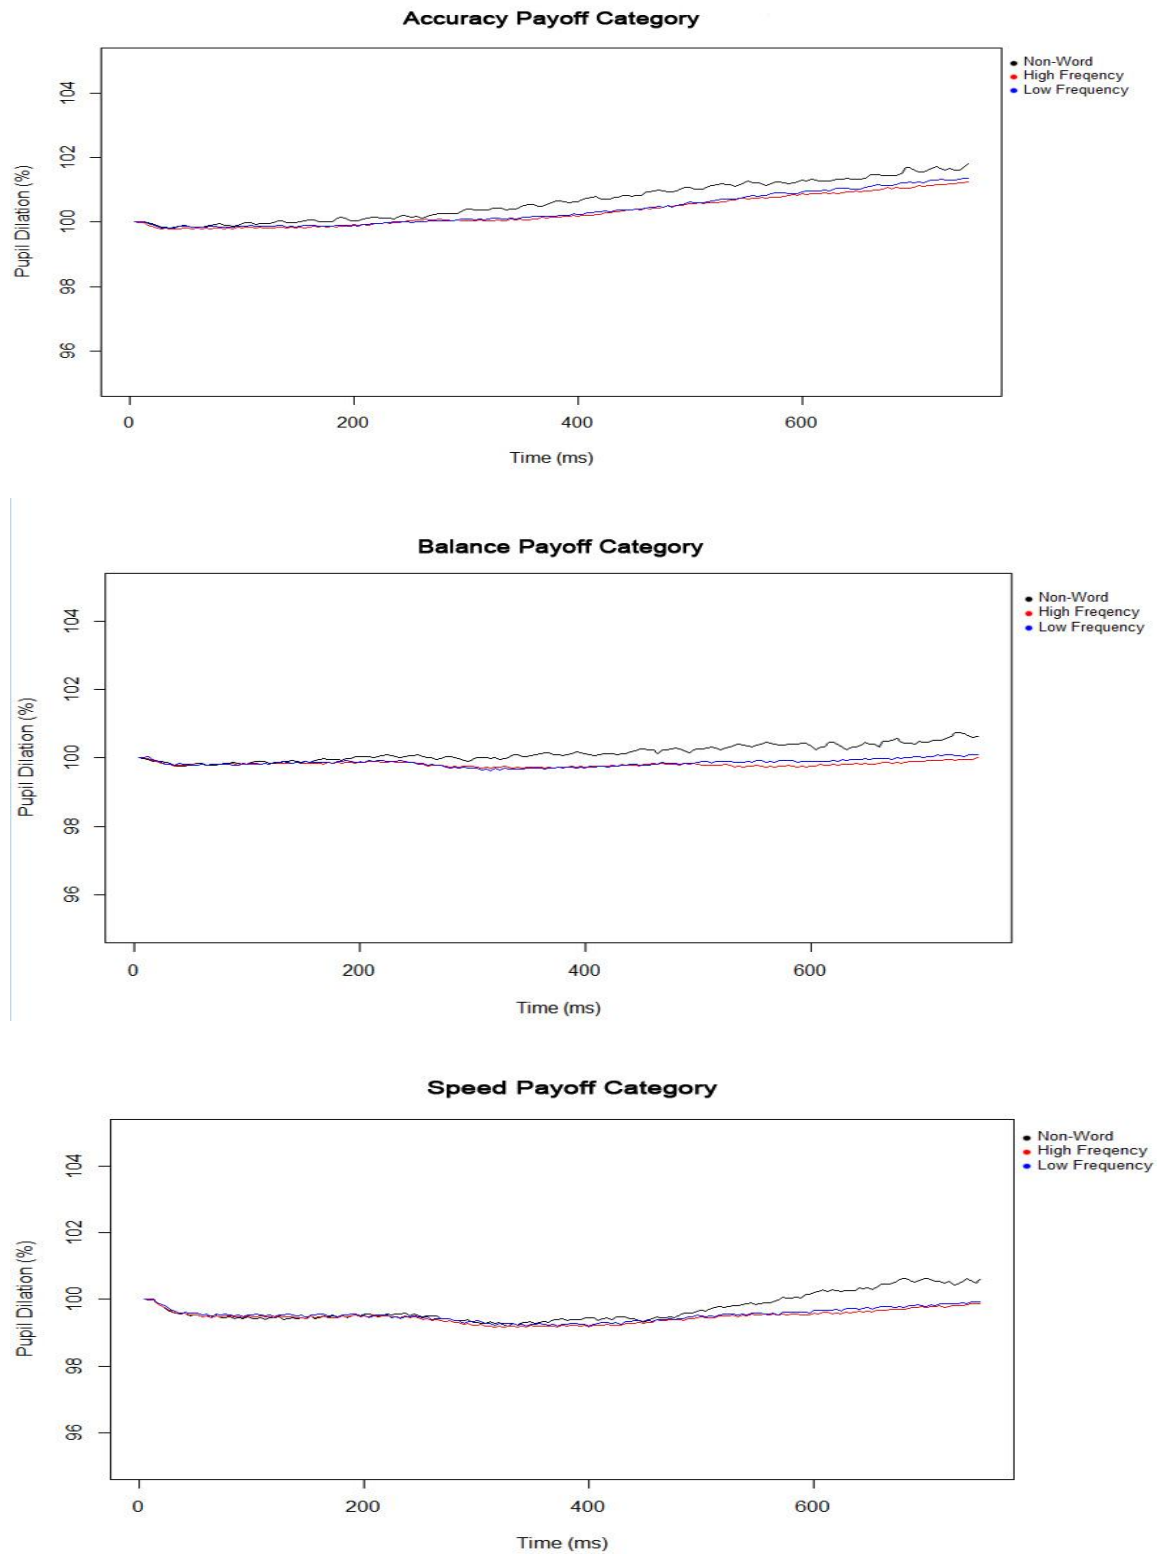 Accuracy Payoff Category
Non-Word
High Freqency
Low Frequency
Pupil Dilation (%)
104
102
100
98
96
0 200 400 600
Time (ms)
Balance Payoff Category
Non-Word
High Freqency
Low Frequency
Pupil Dilation (%)
104
102
100
98
96
0 200 400 600
Time (ms)
Speed Payoff Category
Non-Word
High Freqency
Low Frequency
Pupil Dilation (%)
104
102
100
98
96
0 200 400 600
Time (ms)